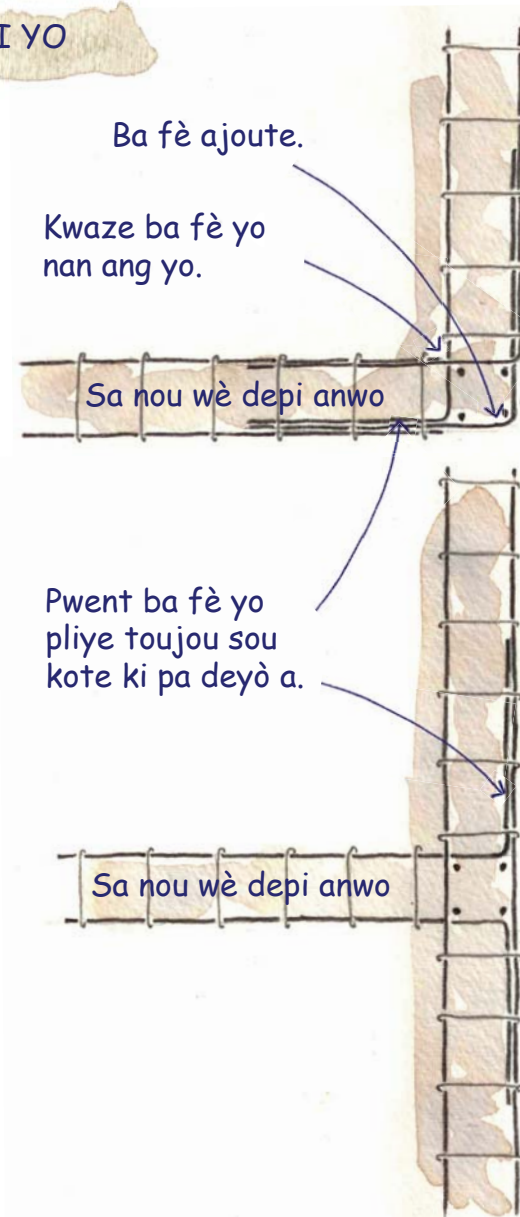 I YO
Ba fè ajoute.
Kwaze ba fè yo
nan ang yo.
Sa nou wè depi anwo
Pwent ba fè yo
pliye toujou sou
kote ki pa deyò a.
Sa nou wè depi anwo